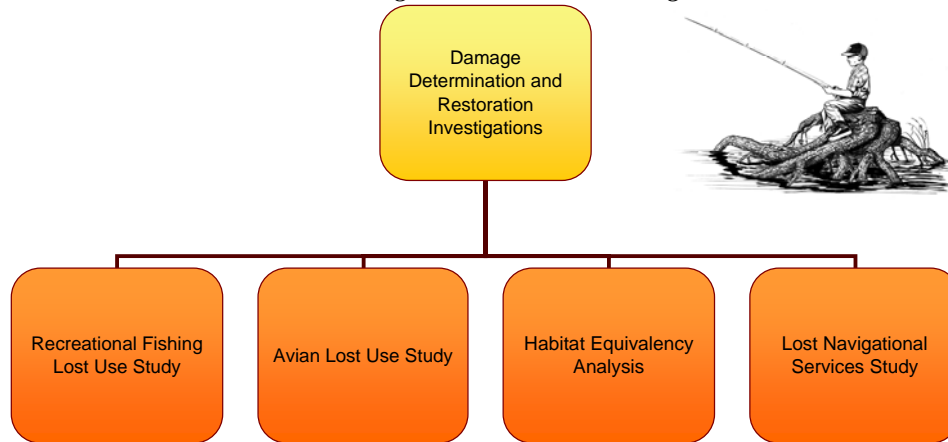 Damage
Determination and
Restoration
Investigations
Recreational Fishing
Lost Use Study
Avian Lost Use Study
Habitat Equivalency
Analysis
Lost Navigational
Services Study